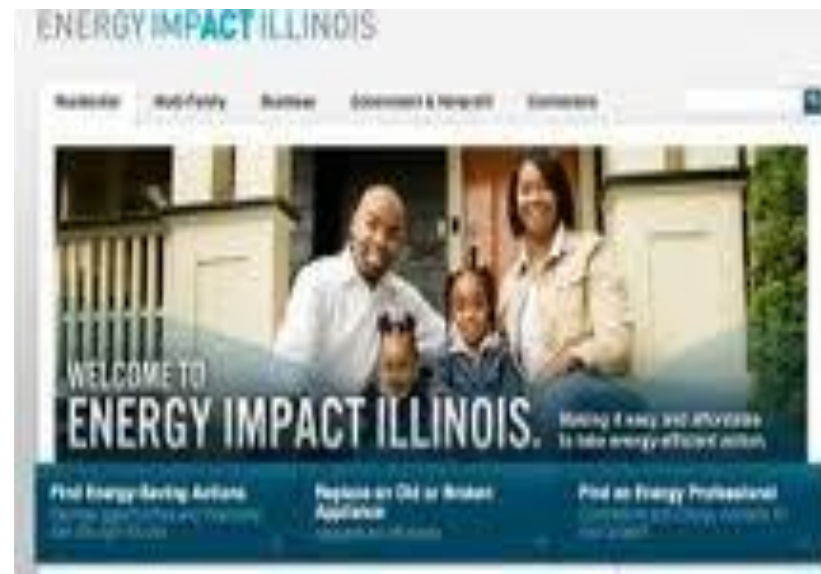 ENERGY IMPACT ILLINOIS
Residential Multi-Family Business Government & Nonprofit Contractors
WELCOME TO
ENERGY IMPACT ILLINOIS.
Making it easy and affordable
to take energy-efficient action.
Find Energy-Saving Actions
Replace an Old or Broken
Appliance
Find an Energy Professional